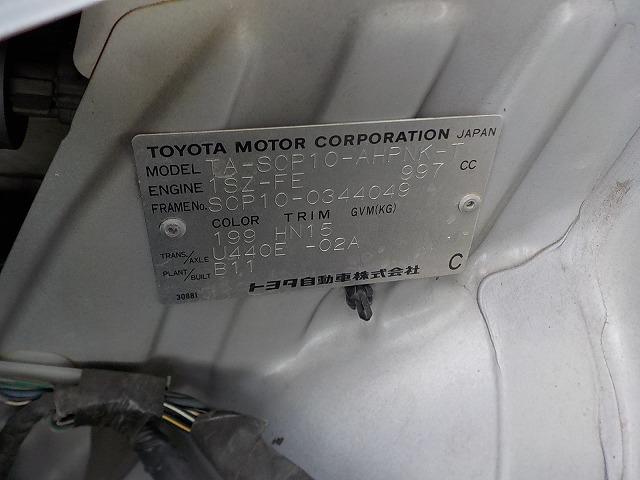 TOYOTA MOTOR CORPORATION JAPAN
MODEL TA-SCP10-AHPNK-T
ENGINE 1SZ-FE 997 CC
FRAME No. SCP10-0344049
COLOR TRIM GVM(KG)
199 HN15
TRANS./AXLE U440E -02A
PLANT/BUILT B11
トヨタ自動車株式会社 C
30881